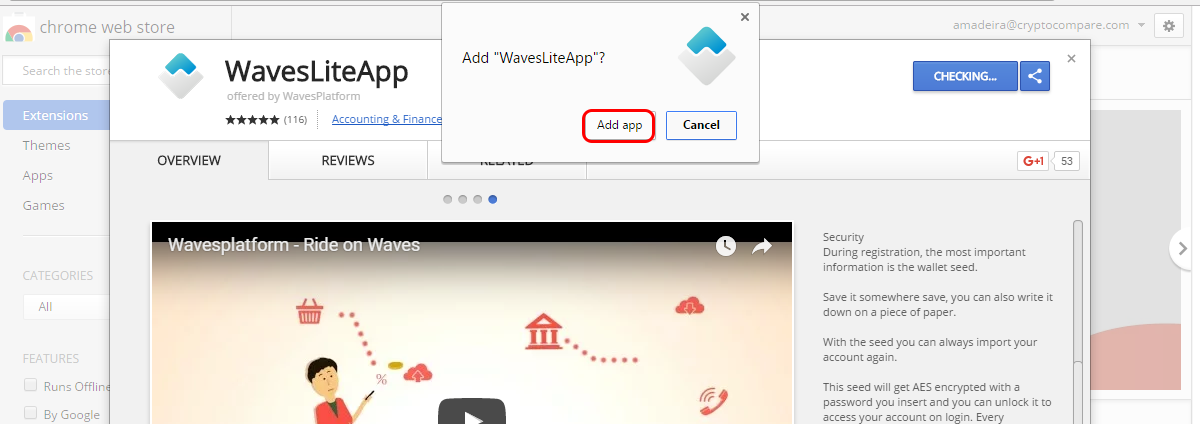 chrome web store
amadeira@cryptocompare.com
Search the store
Extensions
Themes
Apps
Games
CATEGORIES
All
FEATURES
Runs Offline
By Google
WavesLiteApp
offered by WavesPlatform
(116)
Accounting & Finance
CHECKING...
Add "WavesLiteApp"?
Add app
Cancel
OVERVIEW
REVIEWS
RELATED
G+1
53
Wavesplatform - Ride on Waves
%
Security
During registration, the most important
information is the wallet seed.
Save it somewhere save, you can also write it
down on a piece of paper.
With the seed you can always import your
account again.
This seed will get AES encrypted with a
password you insert and you can unlock it to
access your account on login. Every